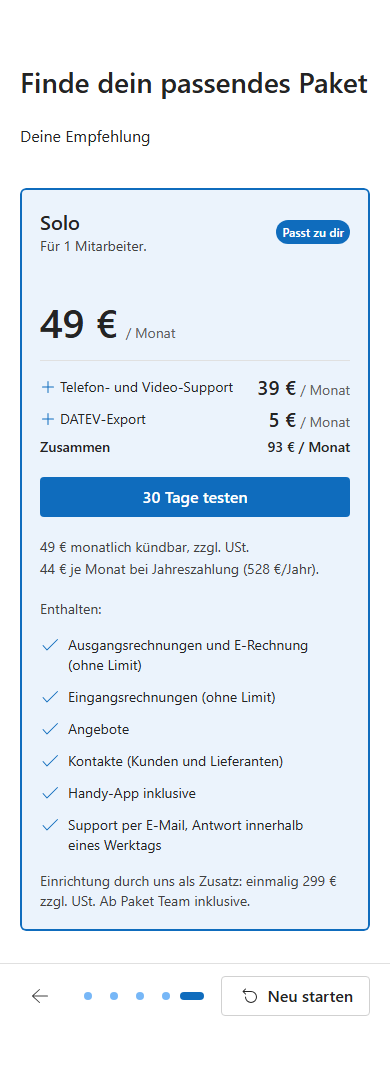 Finde dein passendes Paket
Deine Empfehlung
Solo
Passt zu dir
Für 1 Mitarbeiter.
49 € / Monat
+ Telefon- und Video-Support 39 € / Monat
+ DATEV-Export 5 € / Monat
Zusammen 93 € / Monat
30 Tage testen
49 € monatlich kündbar, zzgl. USt.
44 € je Monat bei Jahreszahlung (528 €/Jahr).
Enthalten:
Ausgangsrechnungen und E-Rechnung
(ohne Limit)
Eingangsrechnungen (ohne Limit)
Angebote
Kontakte (Kunden und Lieferanten)
Handy-App inklusive
Support per E-Mail, Antwort innerhalb
eines Werktags
Einrichtung durch uns als Zusatz: einmalig 299 €
zzgl. USt. Ab Paket Team inklusive.
Neu starten